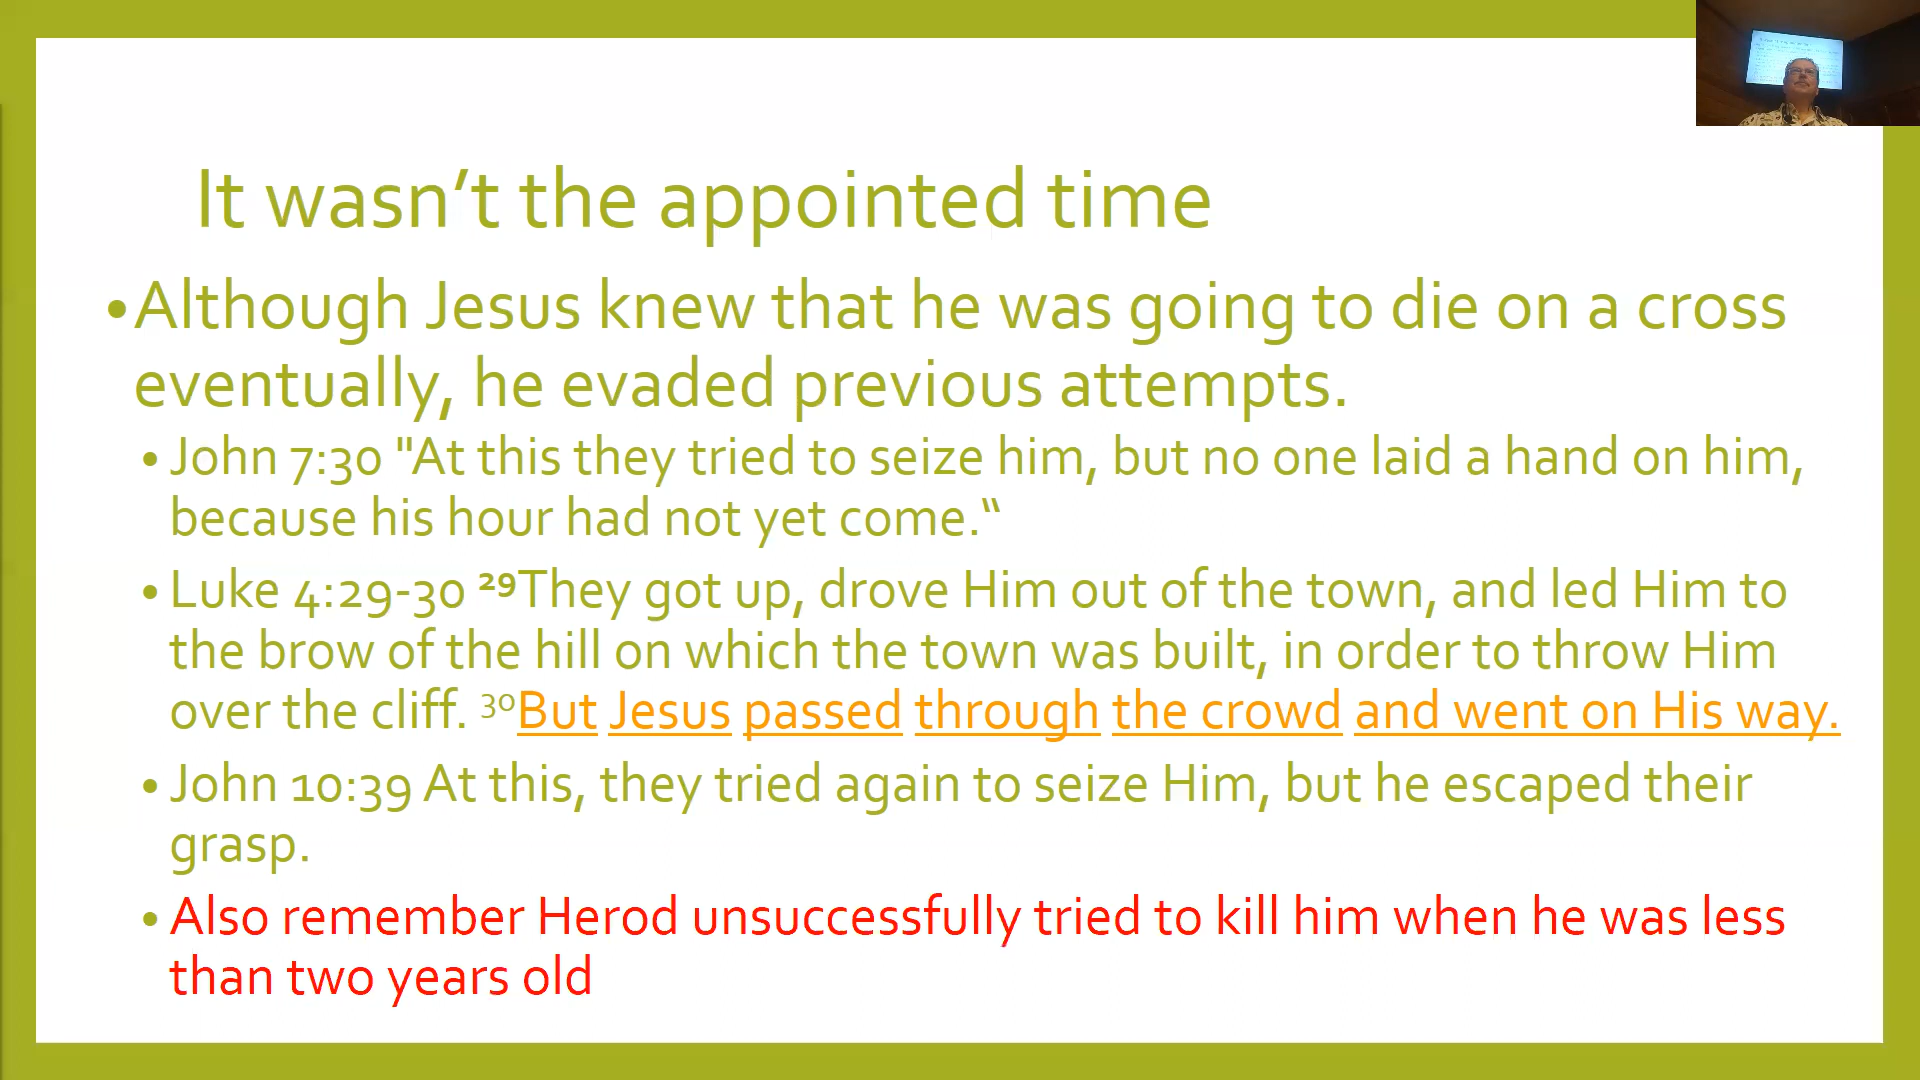 It wasn’t the appointed time
•Although Jesus knew that he was going to die on a cross
eventually, he evaded previous attempts.
• John 7:30 "At this they tried to seize him, but no one laid a hand on him,
because his hour had not yet come.“
• Luke 4:29-30 29They got up, drove Him out of the town, and led Him to
the brow of the hill on which the town was built, in order to throw Him
over the cliff. 30But Jesus passed through the crowd and went on His way.
• John 10:39 At this, they tried again to seize Him, but he escaped their
grasp.
• Also remember Herod unsuccessfully tried to kill him when he was less
than two years old